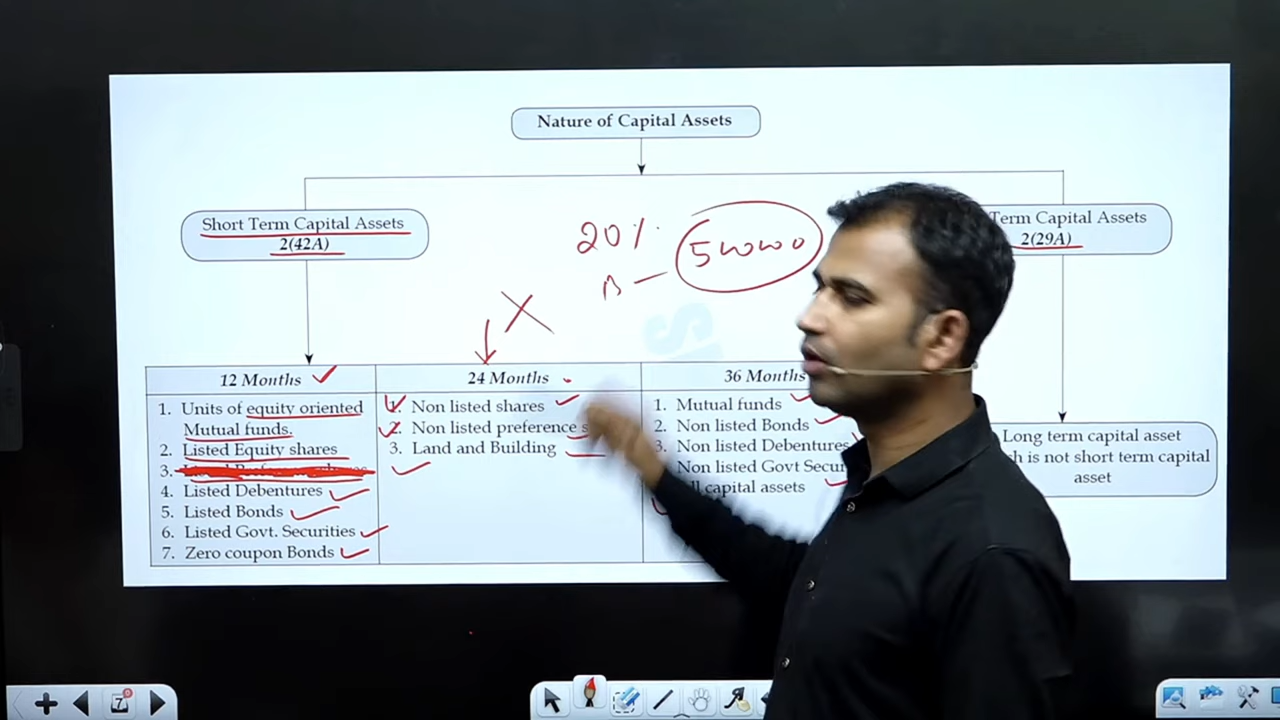 Nature of Capital Assets
Short Term Capital Assets
2(42A)
Term Capital Assets
2(29A)
20%
12 Months
1. Units of equity oriented
Mutual funds.
2. Listed Equity shares
3.
4. Listed Debentures
5. Listed Bonds
6. Listed Govt. Securities
7. Zero coupon Bonds
24 Months
1. Non listed shares
2. Non listed preference
3. Land and Building
36 Months
1. Mutual funds
2. Non listed Bonds
3. Non listed Debentures
Non listed Govt
capital assets
Long term capital asset
is not short term capital
asset
7